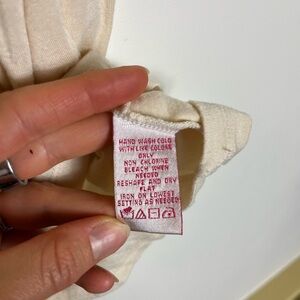 HAND WASH COLD
WITH LIKE COLORS
ONLY
NON CHLORINE
BLEACH WHEN
NEEDED
RESHAPE AND DRY
FLAT
IRON ON LOWEST
SETTING AS NEEDED